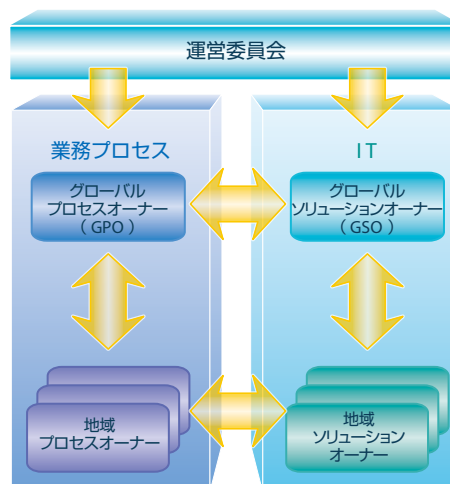 運営委員会
業務プロセス
グローバル
プロセスオーナー
（GPO）
地域
プロセスオーナー
IT
グローバル
ソリューションオーナー
（GSO）
地域
ソリューション
オーナー